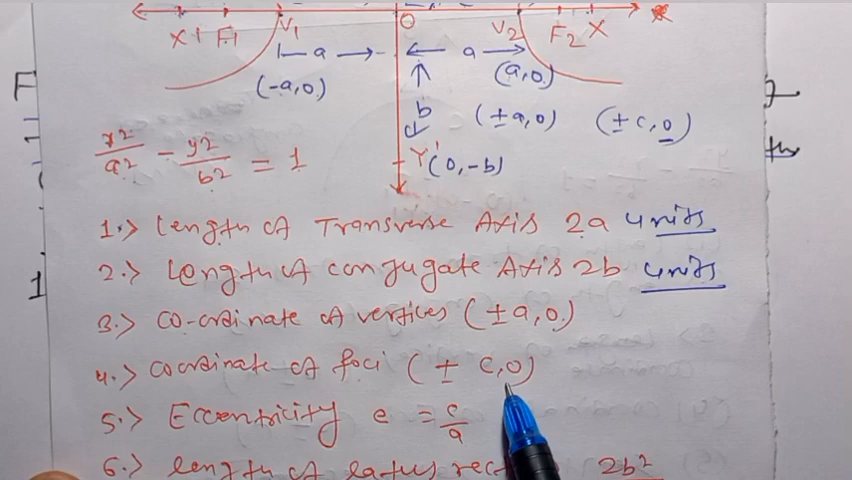 X' F1 V1 O V2 F2 X
a a
(-a,0) (a,0)
b (±a,0) (±c,0)
x2/a2 - y2/b2 = 1 Y'(0,-b)
1.> Length of Transverse Axis 2a units
2.> Length of conjugate Axis 2b units
3.> co-ordinate of vertices (±a,0)
4.> coordinate of foci (± c,0)
5.> Eccentricity e = c/a
6.> length of latus rec 2b2